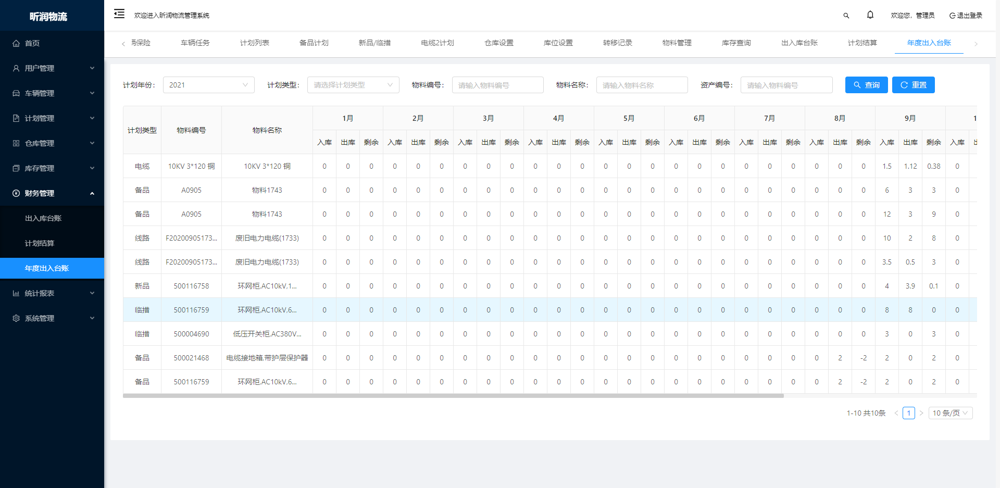 昕润物流
欢迎进入昕润物流管理系统
欢迎您，管理员
退出登录
首页
用户管理
车辆管理
计划管理
仓库管理
库存管理
财务管理
出入库台账
计划结算
年度出入台账
统计报表
系统管理
保险 车辆任务 计划列表 备品计划 新品/临措 电缆2计划 仓库设置 库位设置 转移记录 物料管理 库存查询 出入库台账 计划结算 年度出入台账
计划年份： 2021 计划类型： 请选择计划类型 物料编号： 请输入物料编号 物料名称： 请输入物料名称 资产编号： 请输入物料编号 查询 重置
计划类型 物料编号 物料名称 1月 2月 3月 4月 5月 6月 7月 8月 9月 1
入库 出库 剩余 入库 出库 剩余 入库 出库 剩余 入库 出库 剩余 入库 出库 剩余 入库 出库 剩余 入库 出库 剩余 入库 出库 剩余 入库 出库 剩余 入库
电缆 10KV 3*120 铜 10KV 3*120 铜 0 0 0 0 0 0 0 0 0 0 0 0 0 0 0 0 0 0 0 0 0 0 0 0 1.5 1.12 0.38 0
备品 A0905 物料1743 0 0 0 0 0 0 0 0 0 0 0 0 0 0 0 0 0 0 0 0 0 0 0 0 6 3 3 0
备品 A0905 物料1743 0 0 0 0 0 0 0 0 0 0 0 0 0 0 0 0 0 0 0 0 0 0 0 0 12 3 9 0
线路 F20200905173... 废旧电力电缆(1733) 0 0 0 0 0 0 0 0 0 0 0 0 0 0 0 0 0 0 0 0 0 0 0 0 10 2 8 0
线路 F20200905173... 废旧电力电缆(1733) 0 0 0 0 0 0 0 0 0 0 0 0 0 0 0 0 0 0 0 0 0 0 0 0 3.5 0.5 3 0
新品 500116758 环网柜,AC10kV,1... 0 0 0 0 0 0 0 0 0 0 0 0 0 0 0 0 0 0 0 0 0 0 0 0 4 3.9 0.1 0
临措 500116759 环网柜,AC10kV,6... 0 0 0 0 0 0 0 0 0 0 0 0 0 0 0 0 0 0 0 0 0 0 0 0 8 8 0 0
临措 500004690 低压开关柜,AC380V... 0 0 0 0 0 0 0 0 0 0 0 0 0 0 0 0 0 0 0 0 0 0 0 0 3 0 3 0
备品 500021468 电缆接地箱,带护层保护器 0 0 0 0 0 0 0 0 0 0 0 0 0 0 0 0 0 0 0 0 0 0 2 -2 2 0 2 0
备品 500116759 环网柜,AC10kV,6... 0 0 0 0 0 0 0 0 0 0 0 0 0 0 0 0 0 0 0 0 0 0 2 -2 2 0 2 0
1-10 共10条 1 10 条/页